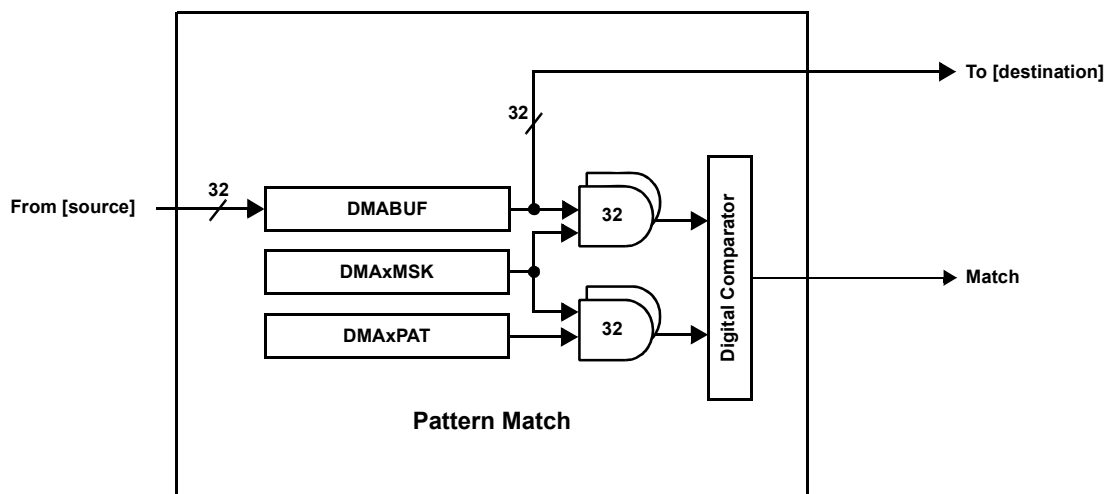 To [destination]
32
32
From [source]
DMABUF
32
DMAxMSK
Digital Comparator
Match
DMAxPAT
32
Pattern Match